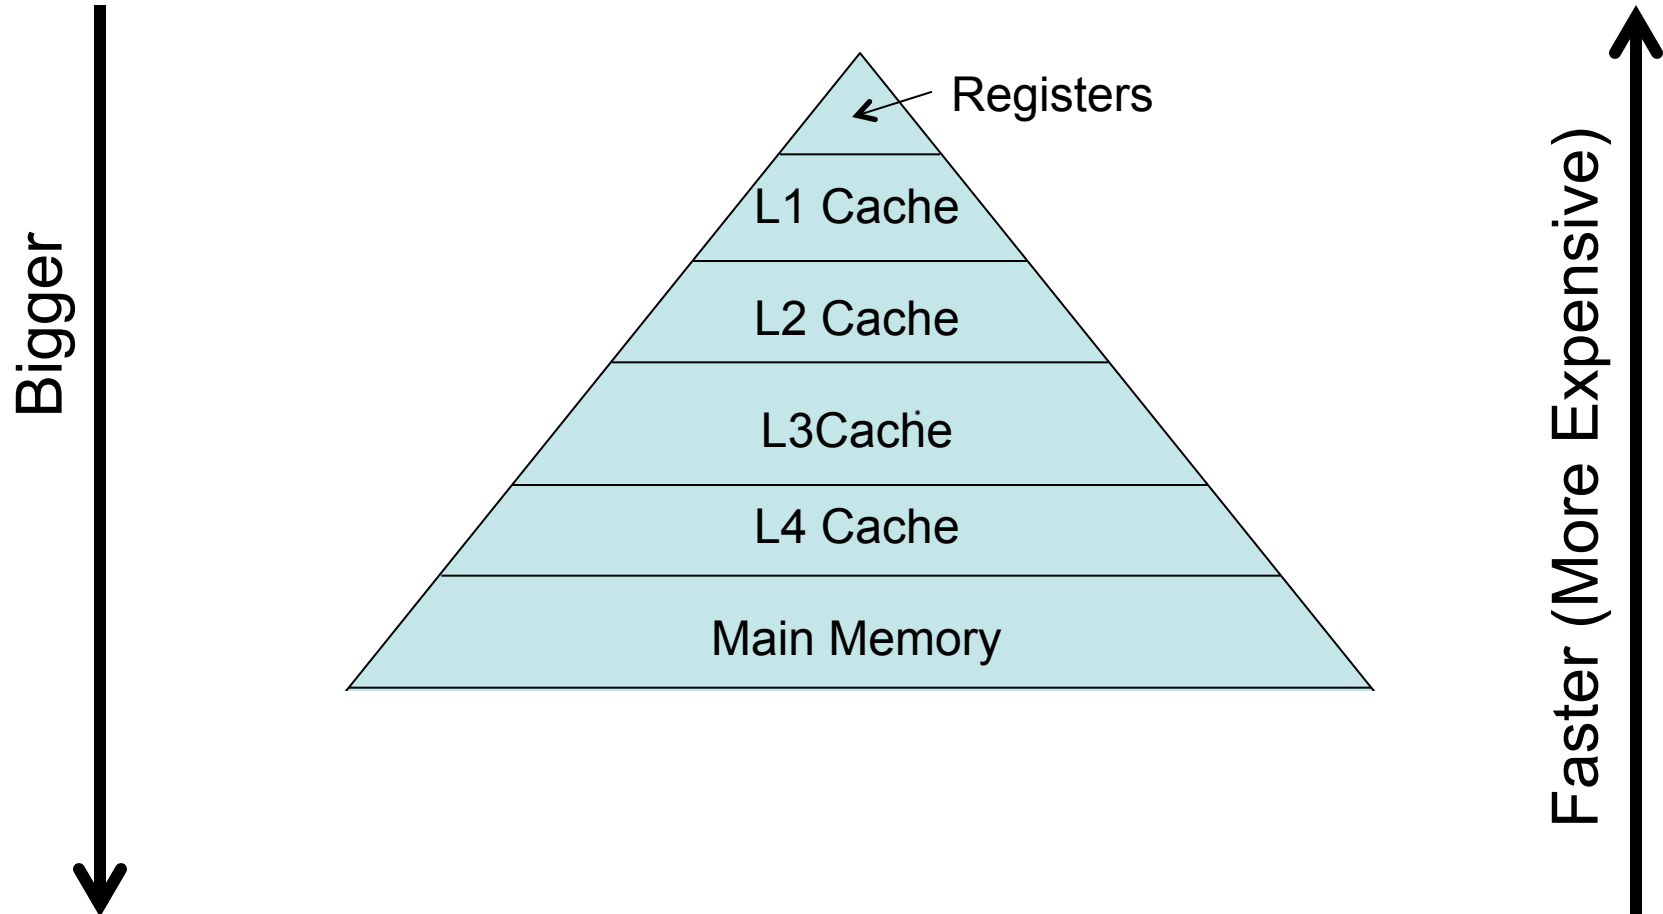 Bigger
Registers
L1 Cache
L2 Cache
L3Cache
L4 Cache
Main Memory
Faster (More Expensive)